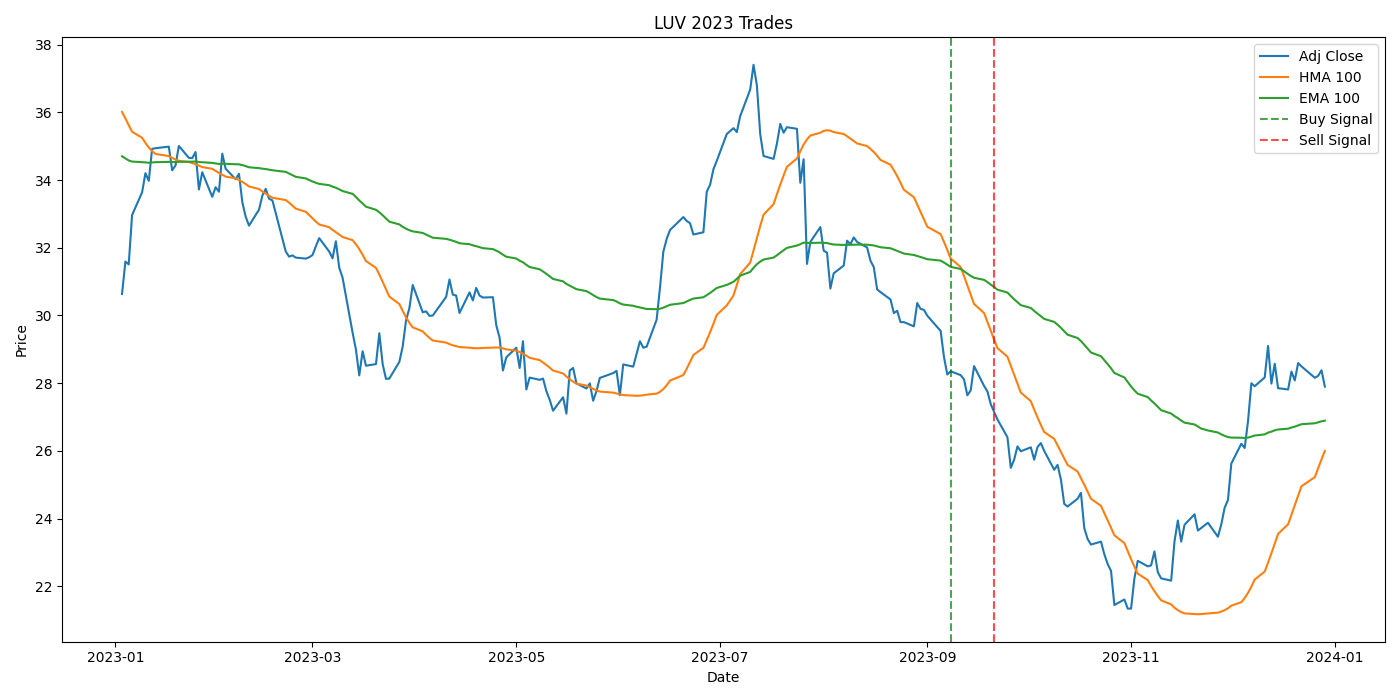 LUV 2023 Trades
Price
38
36
34
32
30
28
26
24
22
Adj Close
HMA 100
EMA 100
Buy Signal
Sell Signal
2023-01
2023-03
2023-05
2023-07
2023-09
2023-11
2024-01
Date